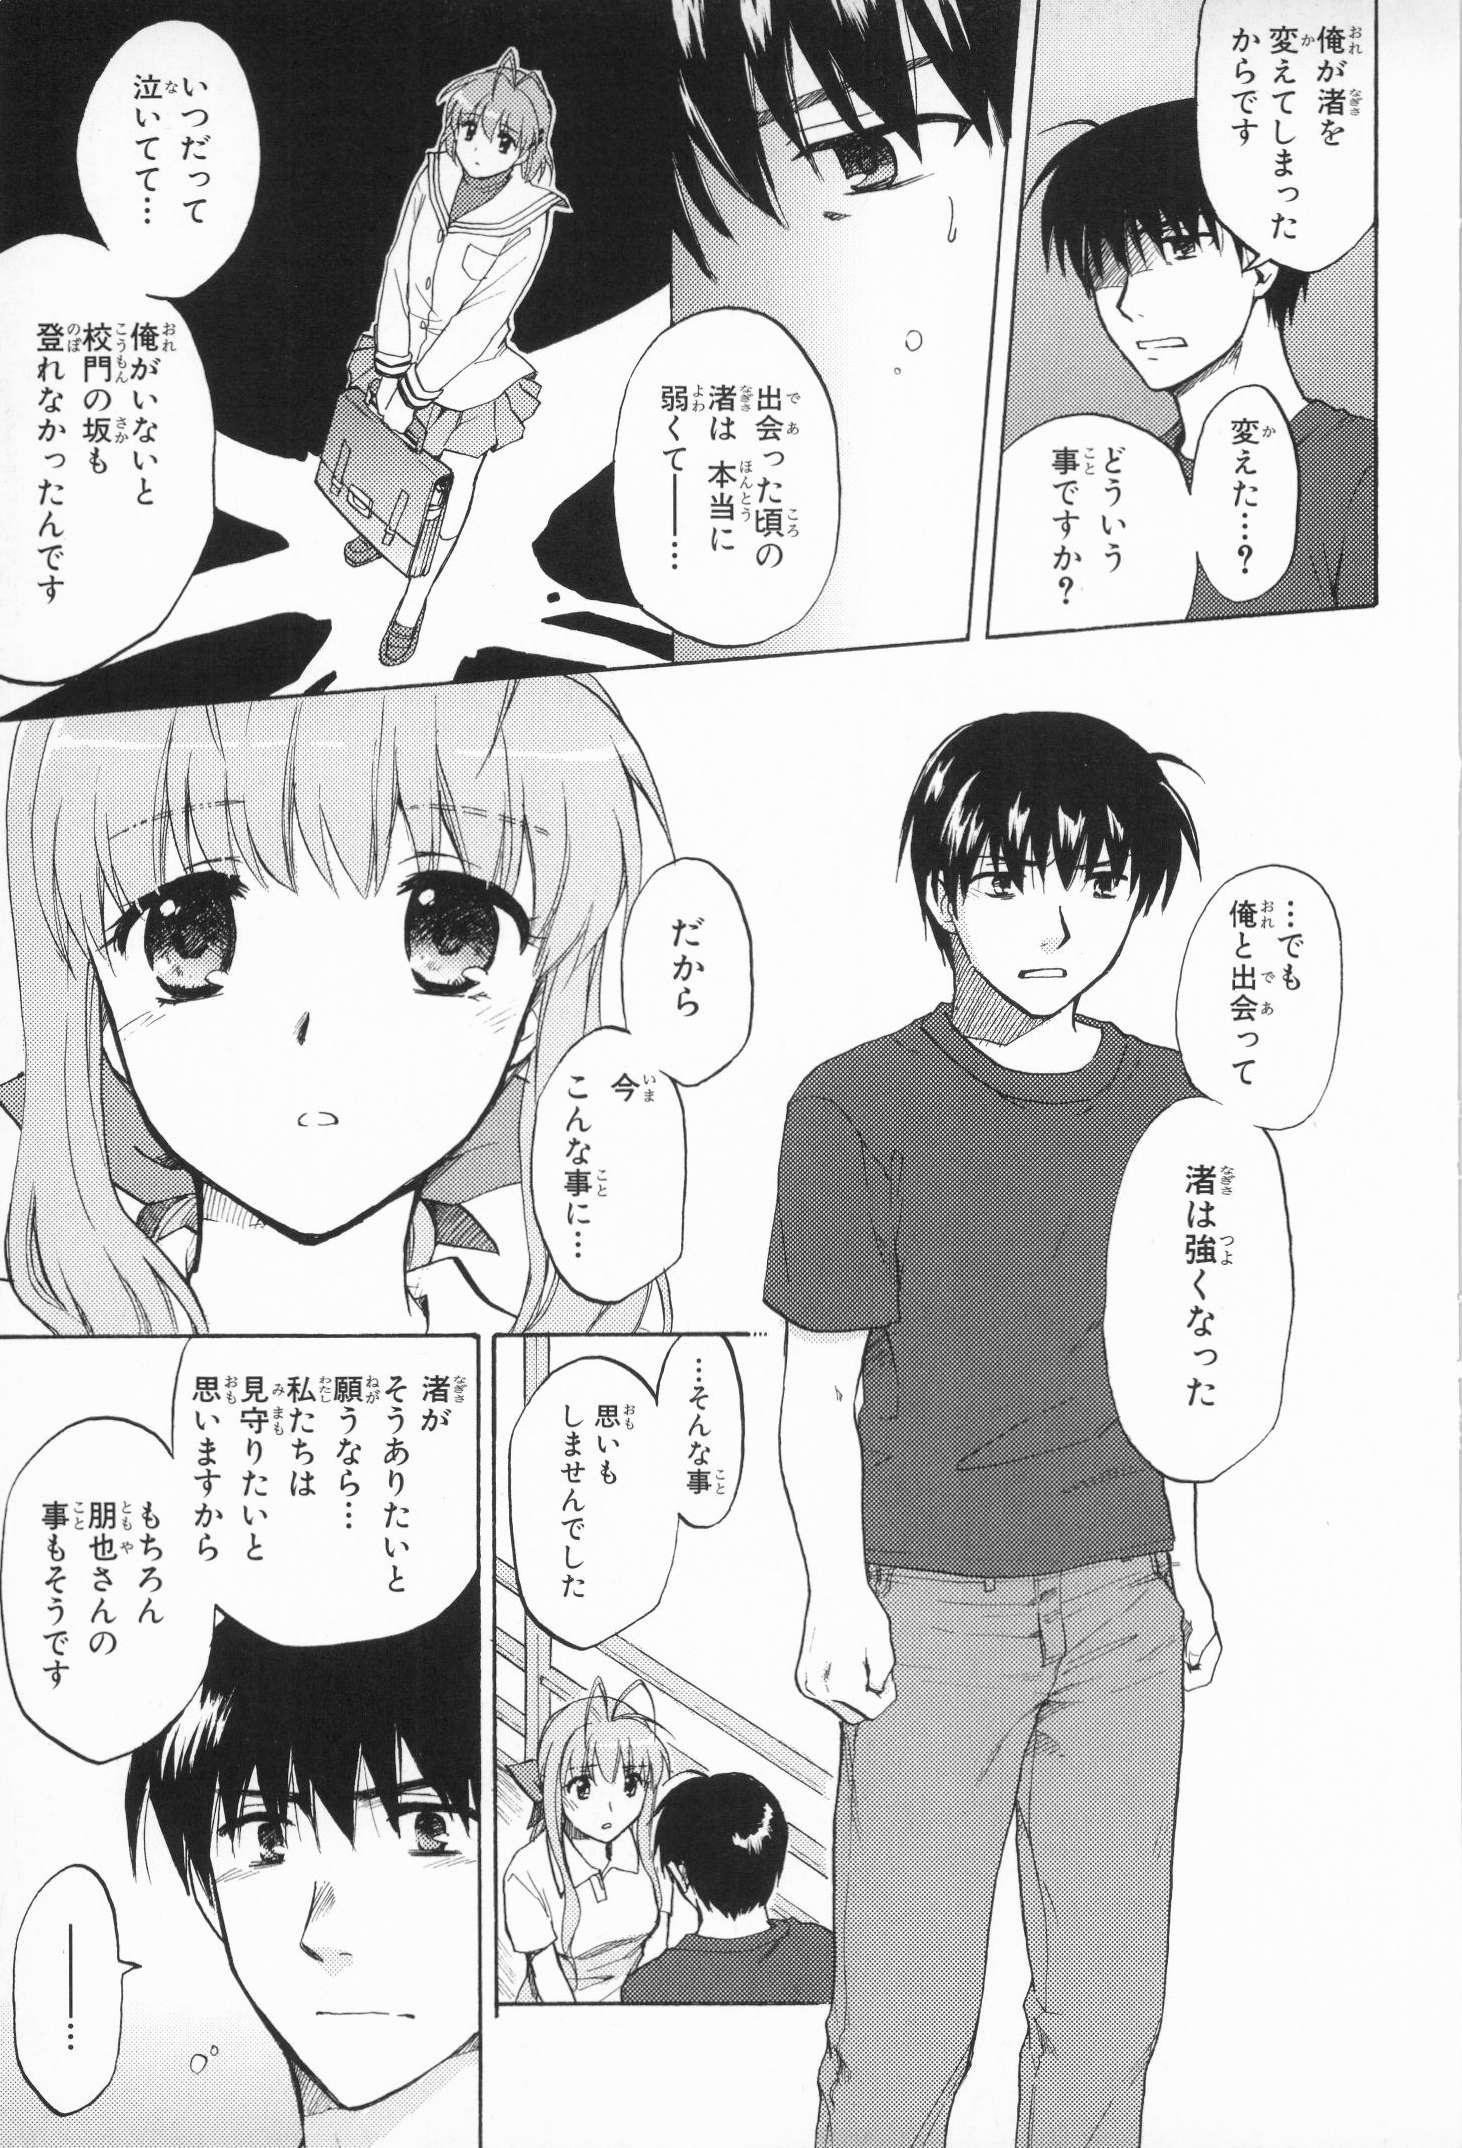 俺が渚を
変えてしまった
からです
変えた…?
どういう
事ですか?
出会った頃の
渚は 本当に
弱くて――…
いつだって
泣いてて…
俺がいないと
校門の坂も
登れなかったんです
…でも
俺と出会って
渚は強くなった
だから
今
こんな事に…
…そんな事
思いも
しませんでした
渚が
そうありたいと
願うなら…
私たちは
見守りたいと
思いますから
もちろん
朋也さんの
事もそうです
――…